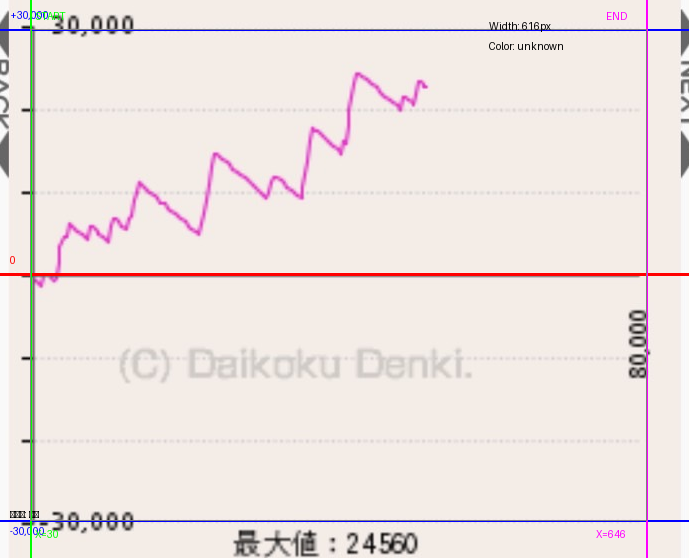 +30,000
START
30,000
END
Width: 616px
Color: unknown
BACK
NEXT
0
80,000
(C) Daikoku Denki.
-30,000
-30,000
X=30
最大値：24560
X=646